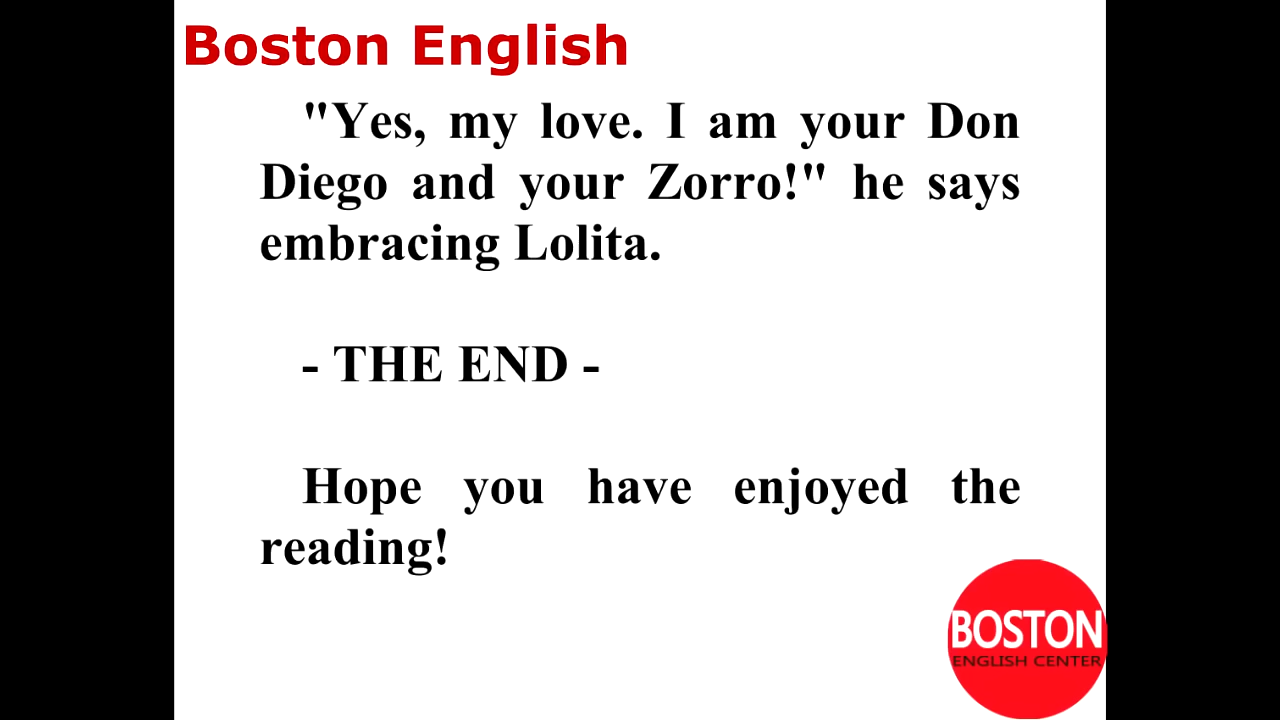 Boston English
"Yes, my love. I am your Don
Diego and your Zorro!" he says
embracing Lolita.
- THE END -
Hope you have enjoyed the
reading!
BOSTON
ENGLISH CENTER